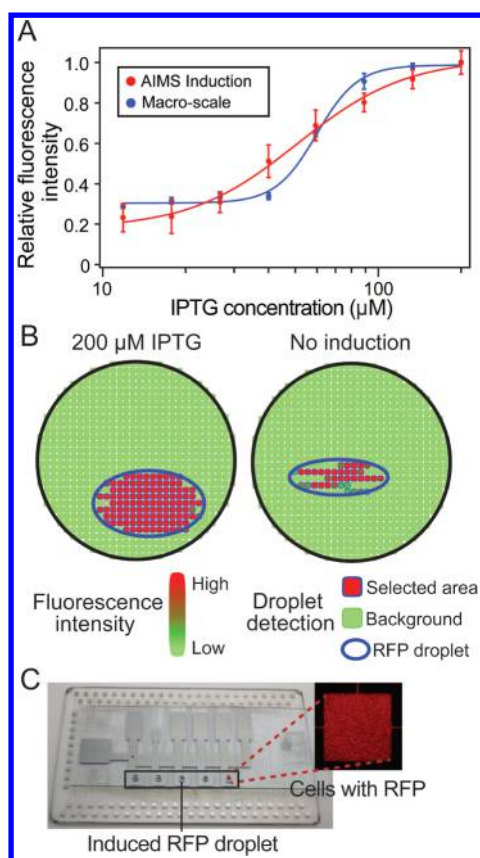 A
Relative fluorescence
intensity
1.0
0.8
0.6
0.4
0.2
0
AIMS Induction
Macro-scale
10
100
IPTG concentration (µM)
B
200 µM IPTG
No induction
Fluorescence
intensity
High
Low
Droplet
detection
Selected area
Background
RFP droplet
C
Cells with RFP
Induced RFP droplet